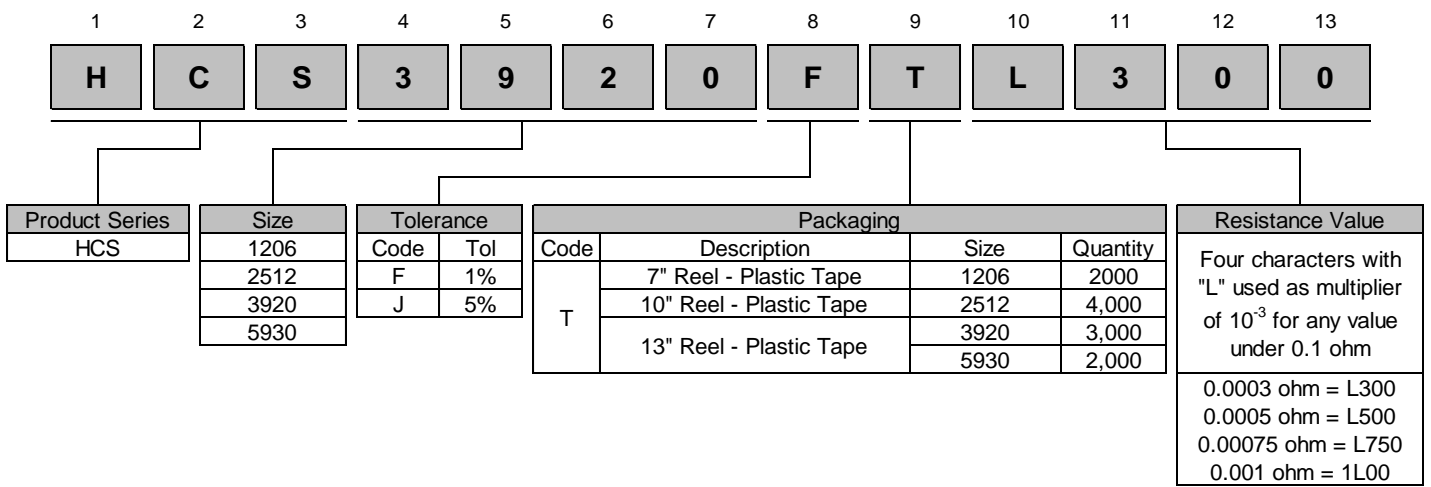 1 2 3 4 5 6 7 8 9 10 11 12 13
H C S 3 9 2 0 F T L 3 0 0
Product Series
HCS
Size
1206
2512
3920
5930
Tolerance
Code Tol
F 1%
J 5%
Packaging
Code Description Size Quantity
T
7" Reel - Plastic Tape 1206 2000
10" Reel - Plastic Tape 2512 4,000
13" Reel - Plastic Tape 3920 3,000
5930 2,000
Resistance Value
Four characters with
"L" used as multiplier
of 10⁻³ for any value
under 0.1 ohm
0.0003 ohm = L300
0.0005 ohm = L500
0.00075 ohm = L750
0.001 ohm = 1L00